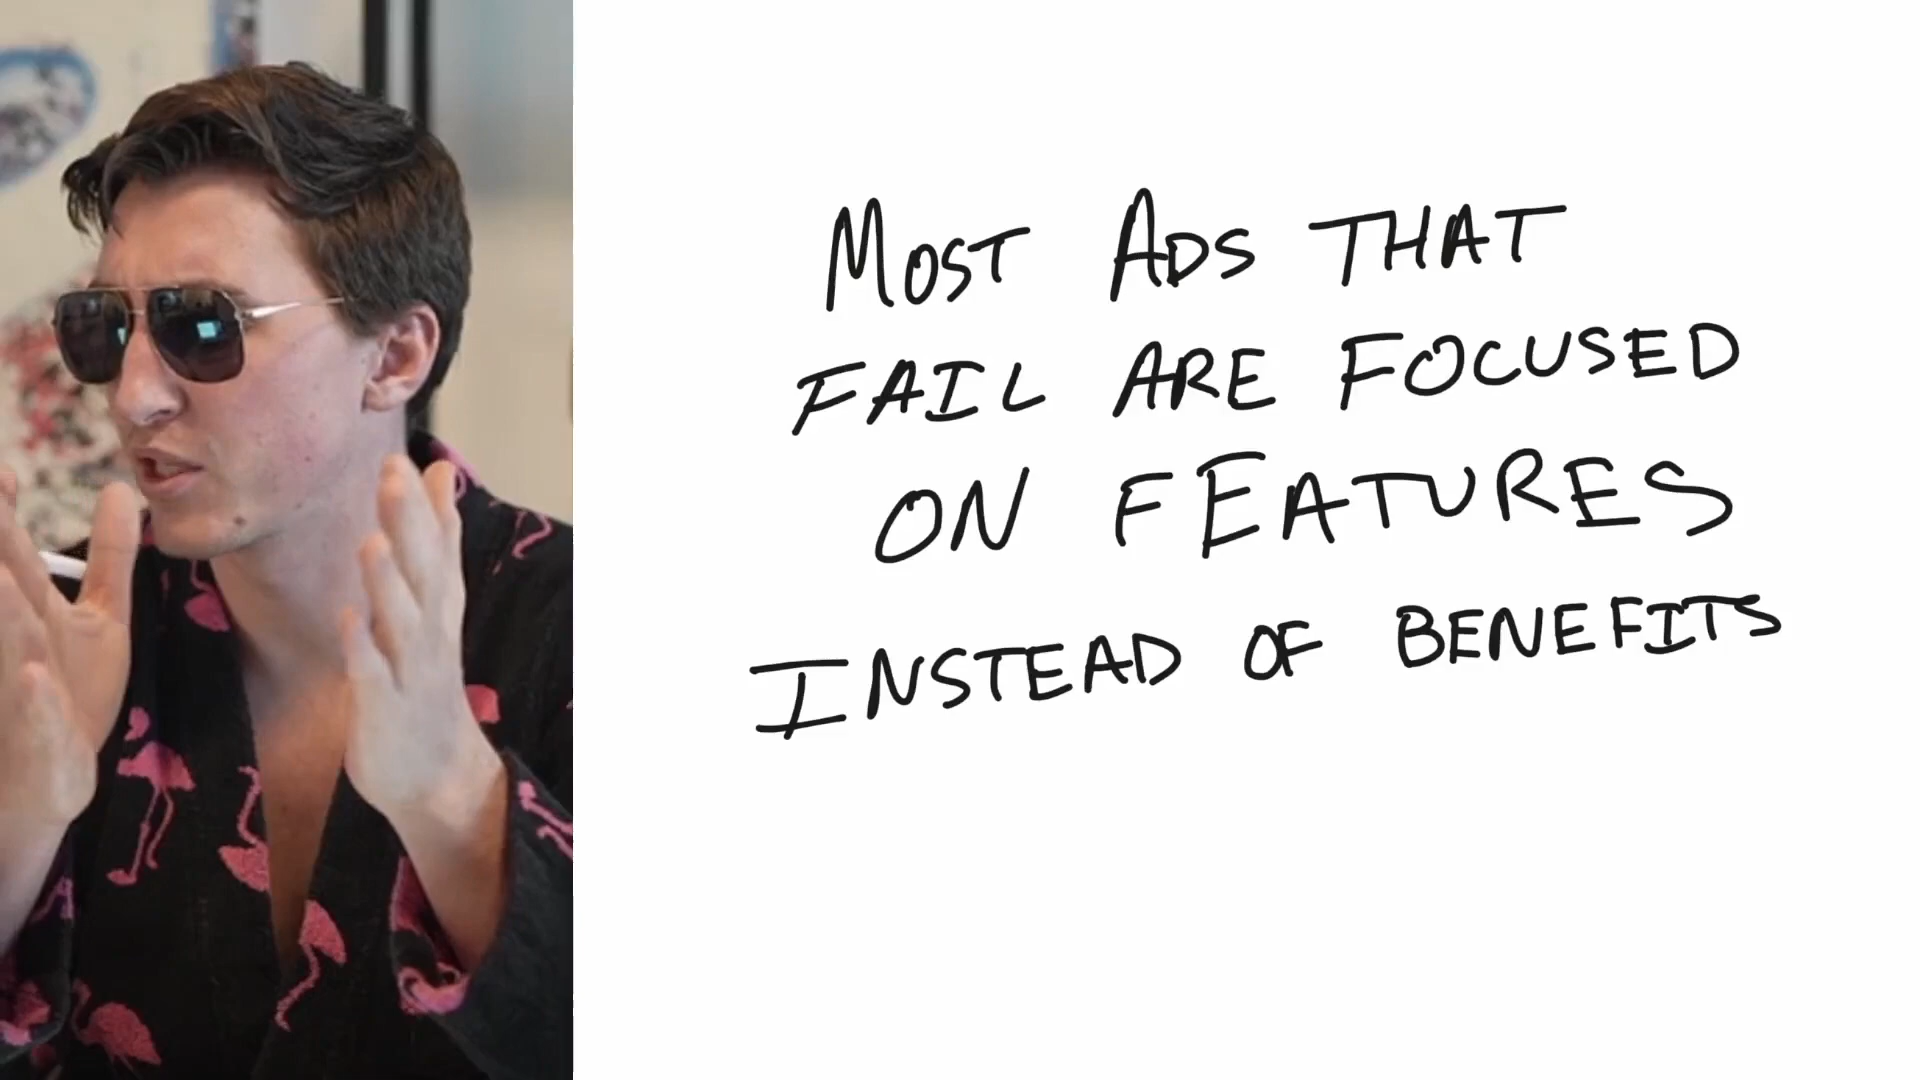 MOST ADS THAT
FAIL ARE FOCUSED
ON FEATURES
INSTEAD OF BENEFITS